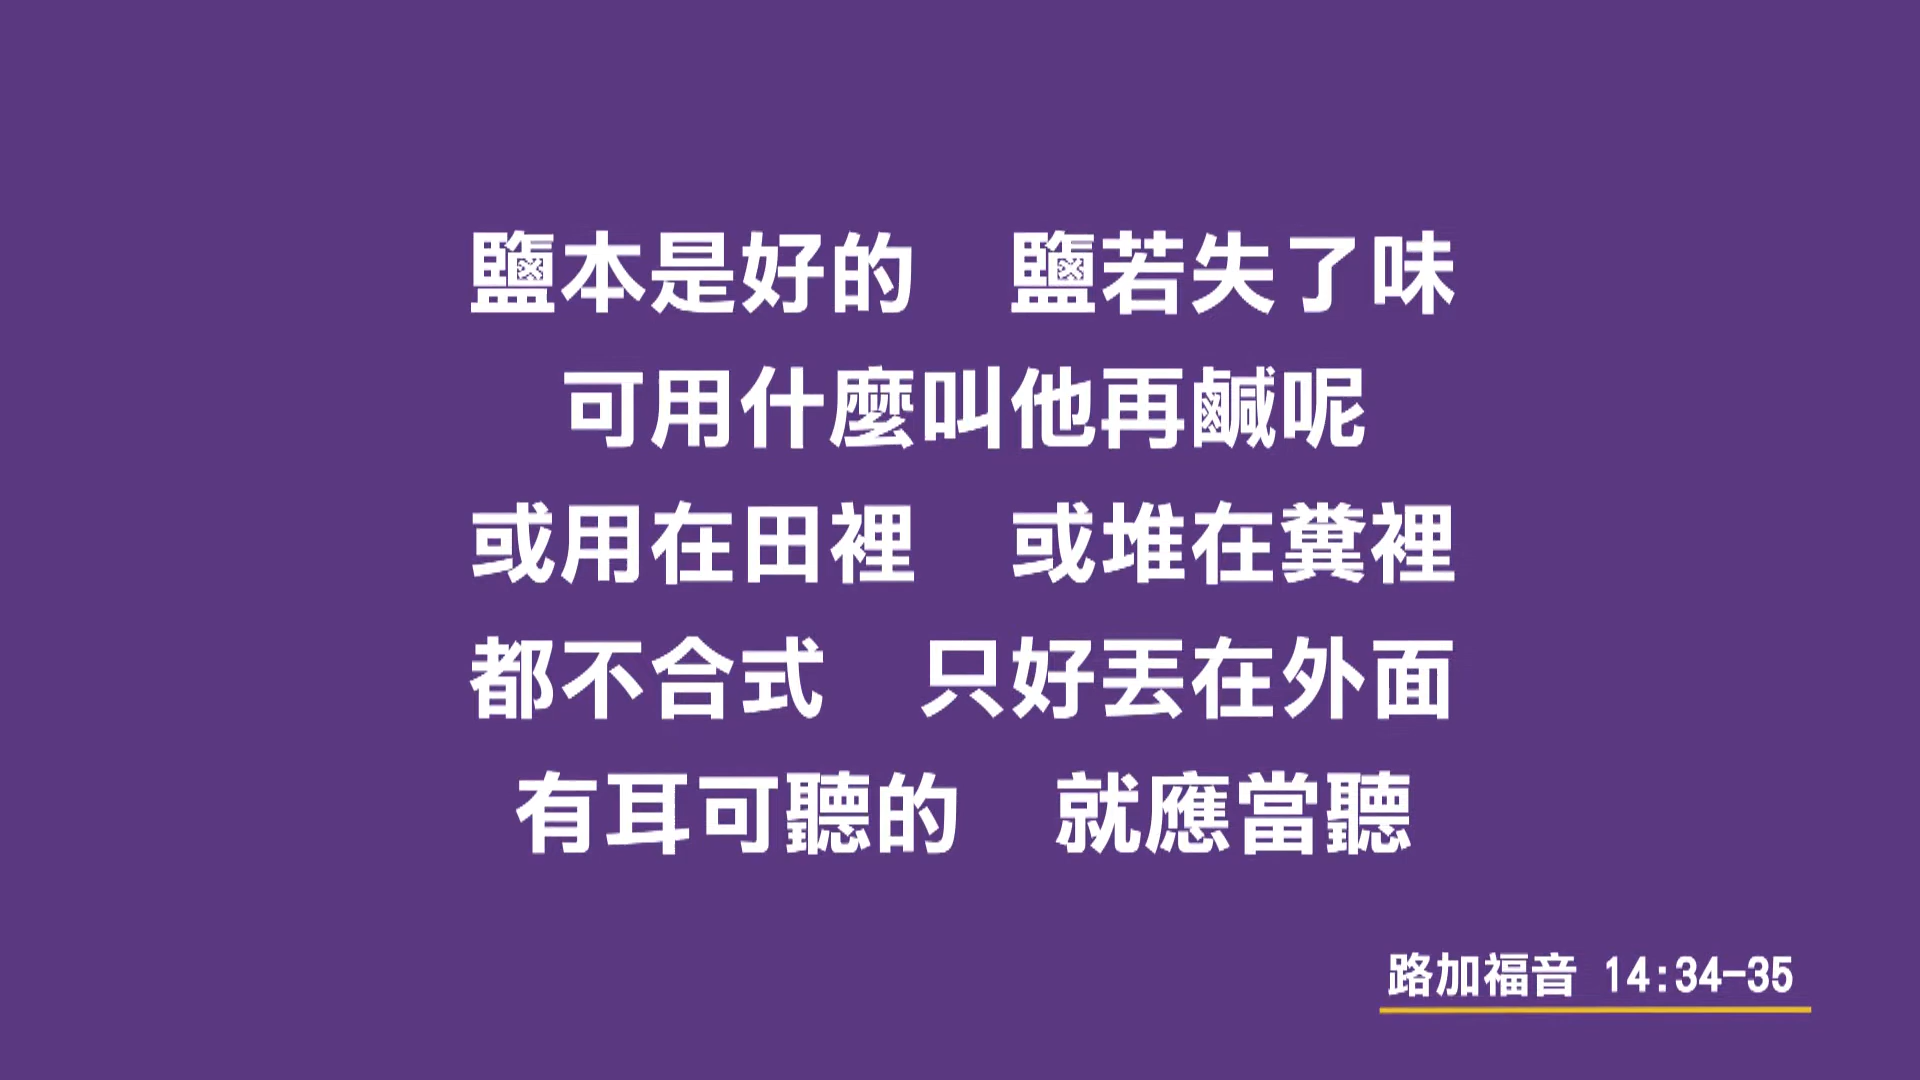 鹽本是好的　鹽若失了味
可用什麼叫他再鹹呢
或用在田裡　或堆在糞裡
都不合式　只好丟在外面
有耳可聽的　就應當聽
路加福音 14:34-35